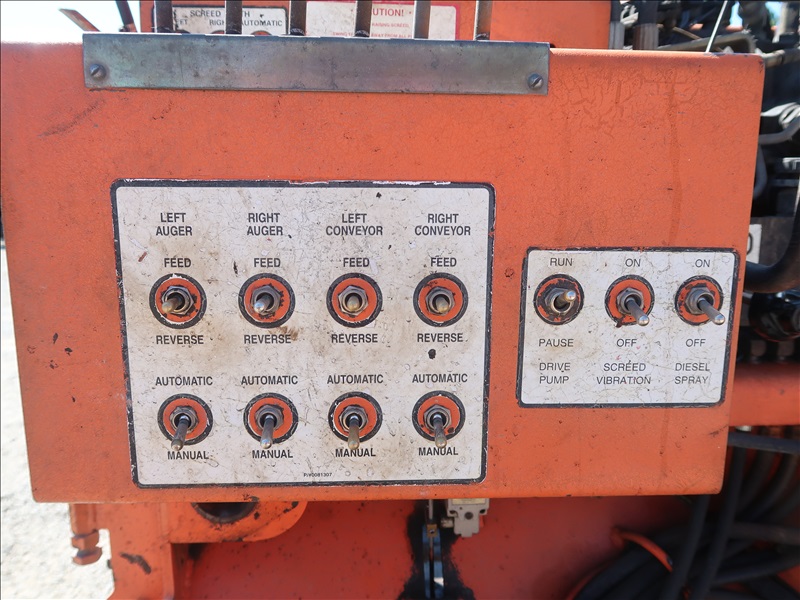 SCREED
RIGHT AUTOMATIC
CAUTION!
LEFT AUGER
RIGHT AUGER
LEFT CONVEYOR
RIGHT CONVEYOR
FEED FEED FEED FEED
REVERSE REVERSE REVERSE REVERSE
AUTOMATIC AUTOMATIC AUTOMATIC AUTOMATIC
MANUAL MANUAL MANUAL MANUAL
RUN ON ON
PAUSE OFF OFF
DRIVE PUMP
SCREED VIBRATION
DIESEL SPRAY